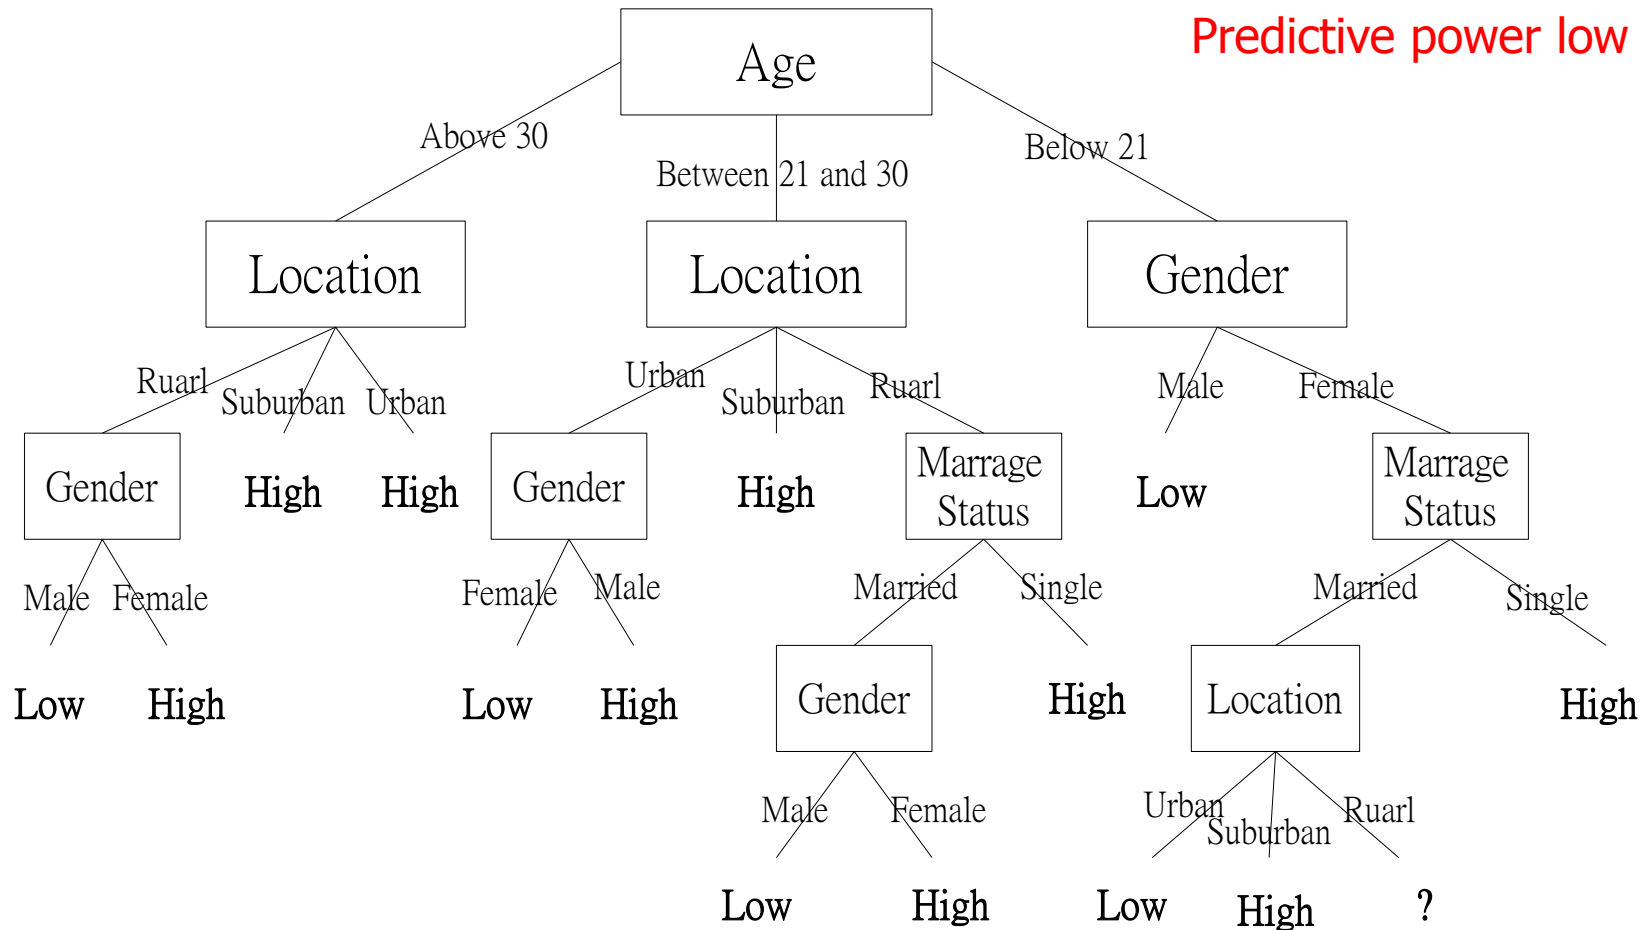 Predictive power low
Age
Above 30
Between 21 and 30
Below 21
Location
Location
Gender
Ruarl
Suburban
Urban
Urban
Suburban
Ruarl
Male
Female
Gender
High
High
Gender
High
Marrage
Status
Low
Marrage
Status
Male
Female
Female
Male
Married
Single
Married
Single
Low
High
Low
High
Gender
High
Location
High
Male
Female
Urban
Suburban
Ruarl
Low
High
Low
High
?